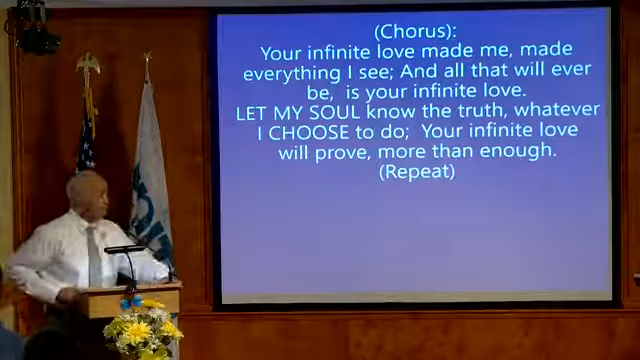 (Chorus):
Your infinite love made me, made
everything I see; And all that will ever
be, is your infinite love.
LET MY SOUL know the truth, whatever
I CHOOSE to do; Your infinite love
will prove, more than enough.
(Repeat)